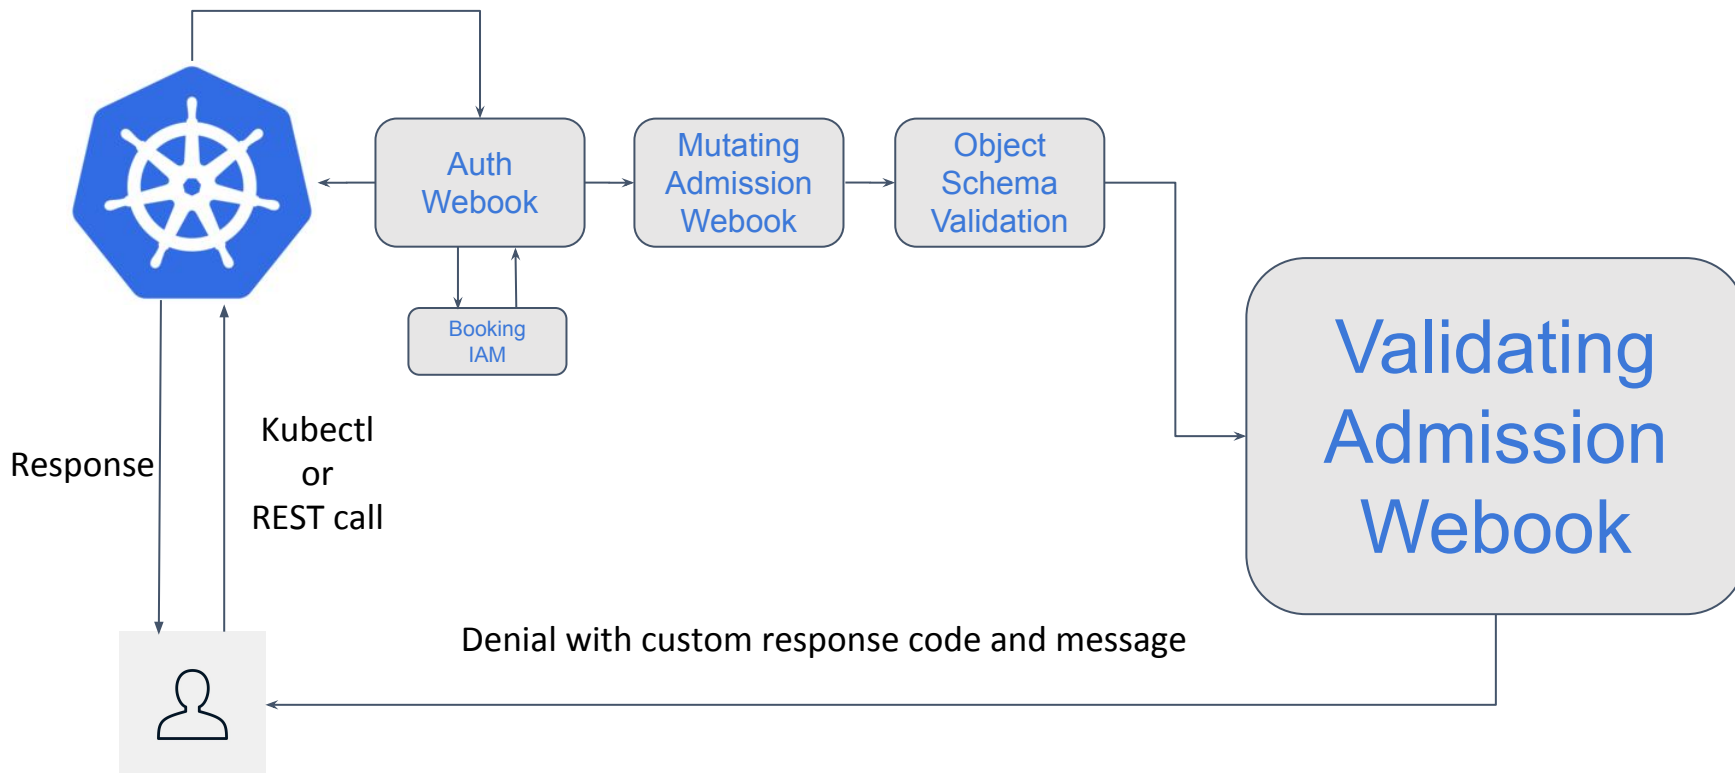 Auth
Webook
Mutating
Admission
Webook
Object
Schema
Validation
Booking
IAM
Validating
Admission
Webook
Response
Kubectl
or
REST call
Denial with custom response code and message